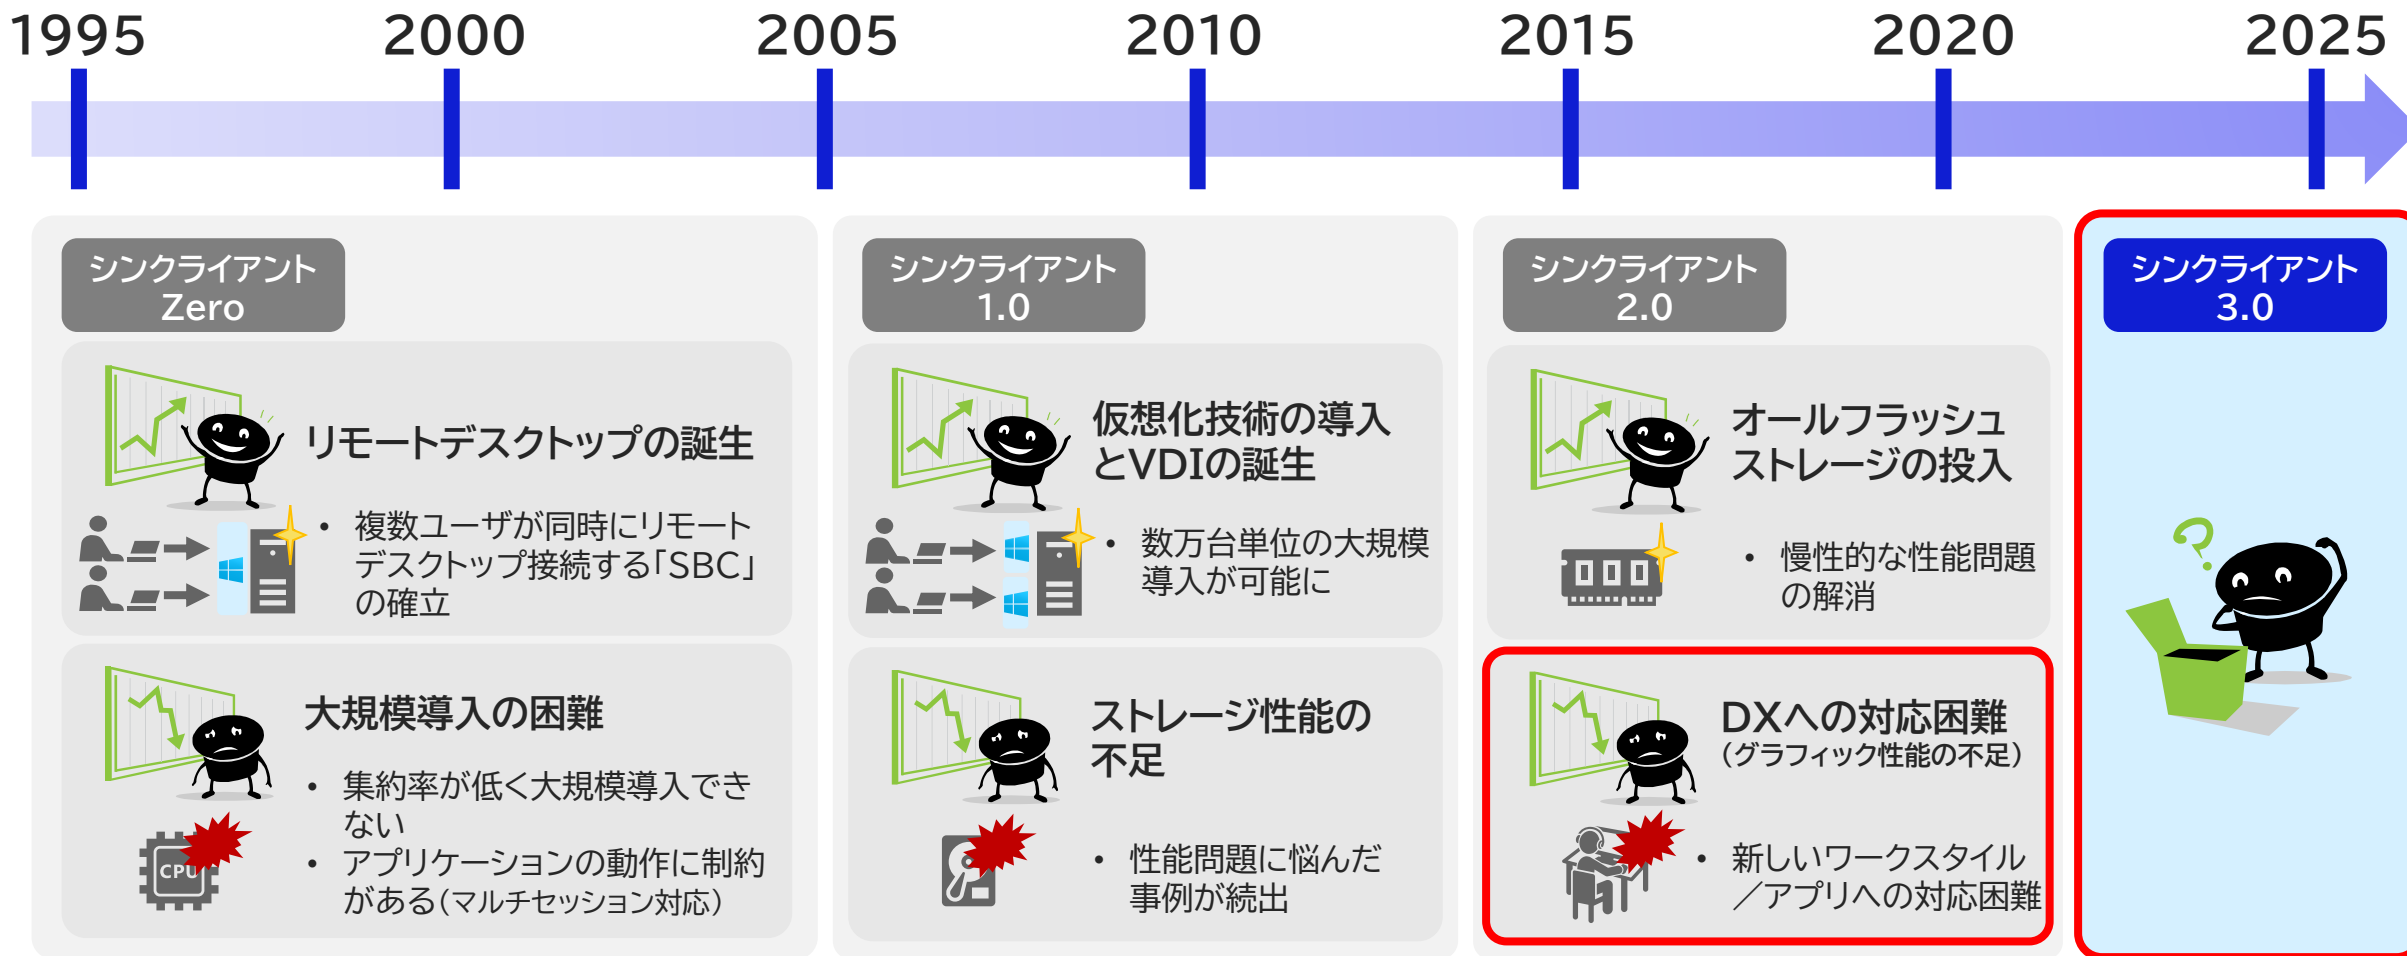 1995 2000 2005 2010 2015 2020 2025
シンクライアント
Zero
リモートデスクトップの誕生
• 複数ユーザが同時にリモート
デスクトップ接続する「SBC」
の確立
大規模導入の困難
• 集約率が低く大規模導入でき
ない
• アプリケーションの動作に制約
がある(マルチセッション対応)
CPU
シンクライアント
1.0
仮想化技術の導入
とVDIの誕生
• 数万台単位の大規模
導入が可能に
ストレージ性能の
不足
• 性能問題に悩んだ
事例が続出
シンクライアント
2.0
オールフラッシュ
ストレージの投入
• 慢性的な性能問題
の解消
DXへの対応困難
(グラフィック性能の不足)
• 新しいワークスタイル
／アプリへの対応困難
シンクライアント
3.0
?